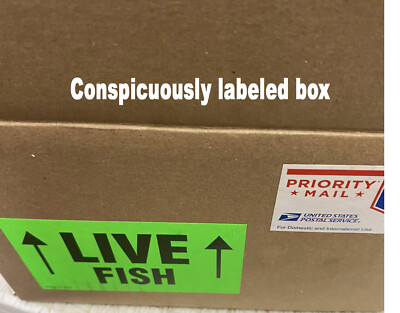 Conspicuously labeled box
PRIORITY
★ MAIL ★
UNITED STATES
POSTAL SERVICE®
For Domestic and International Use
LIVE
FISH